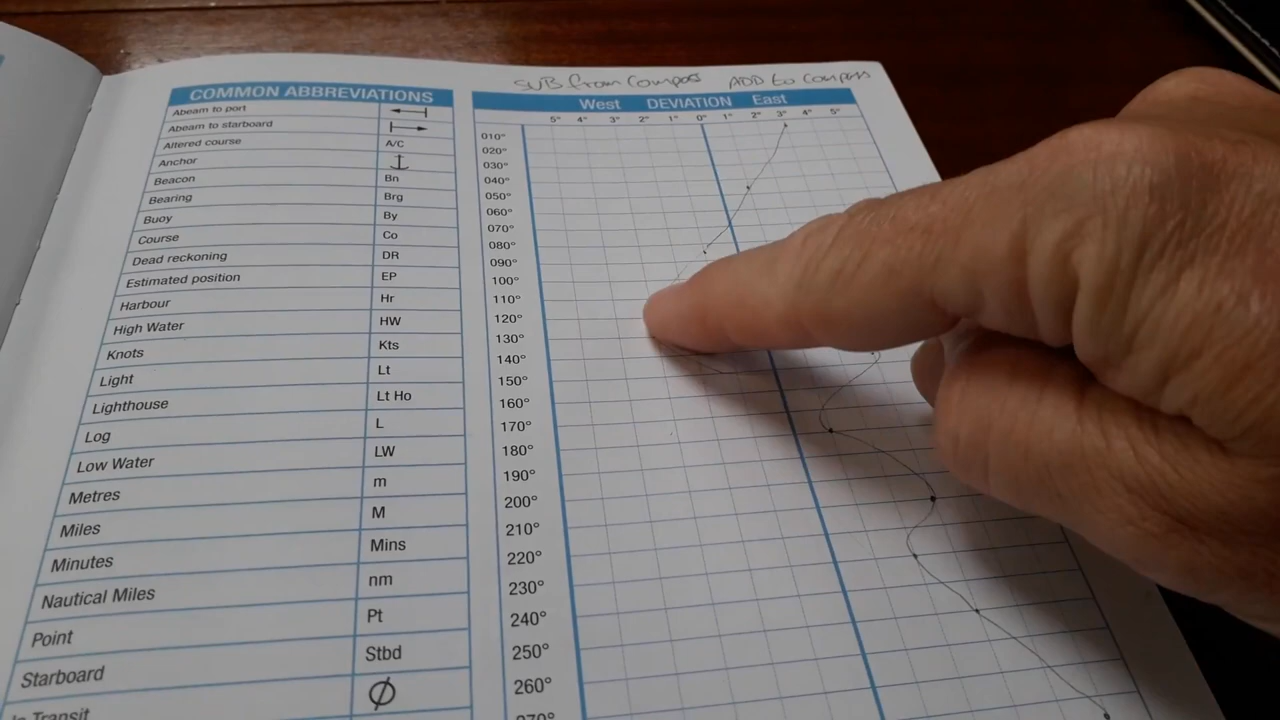 SUB from Compass ADD to Compass
COMMON ABBREVIATIONS
Abeam to port
Abeam to starboard
Altered course A/C
Anchor
Beacon Bn
Bearing Brg
Buoy By
Course Co
Dead reckoning DR
Estimated position EP
Harbour Hr
High Water HW
Knots Kts
Light Lt
Lighthouse Lt Ho
Log L
Low Water LW
Metres m
Miles M
Minutes Mins
Nautical Miles nm
Point Pt
Starboard Stbd
Transit
West DEVIATION East
5° 4° 3° 2° 1° 0° 1° 2° 3° 4° 5°
010°
020°
030°
040°
050°
060°
070°
080°
090°
100°
110°
120°
130°
140°
150°
160°
170°
180°
190°
200°
210°
220°
230°
240°
250°
260°
270°